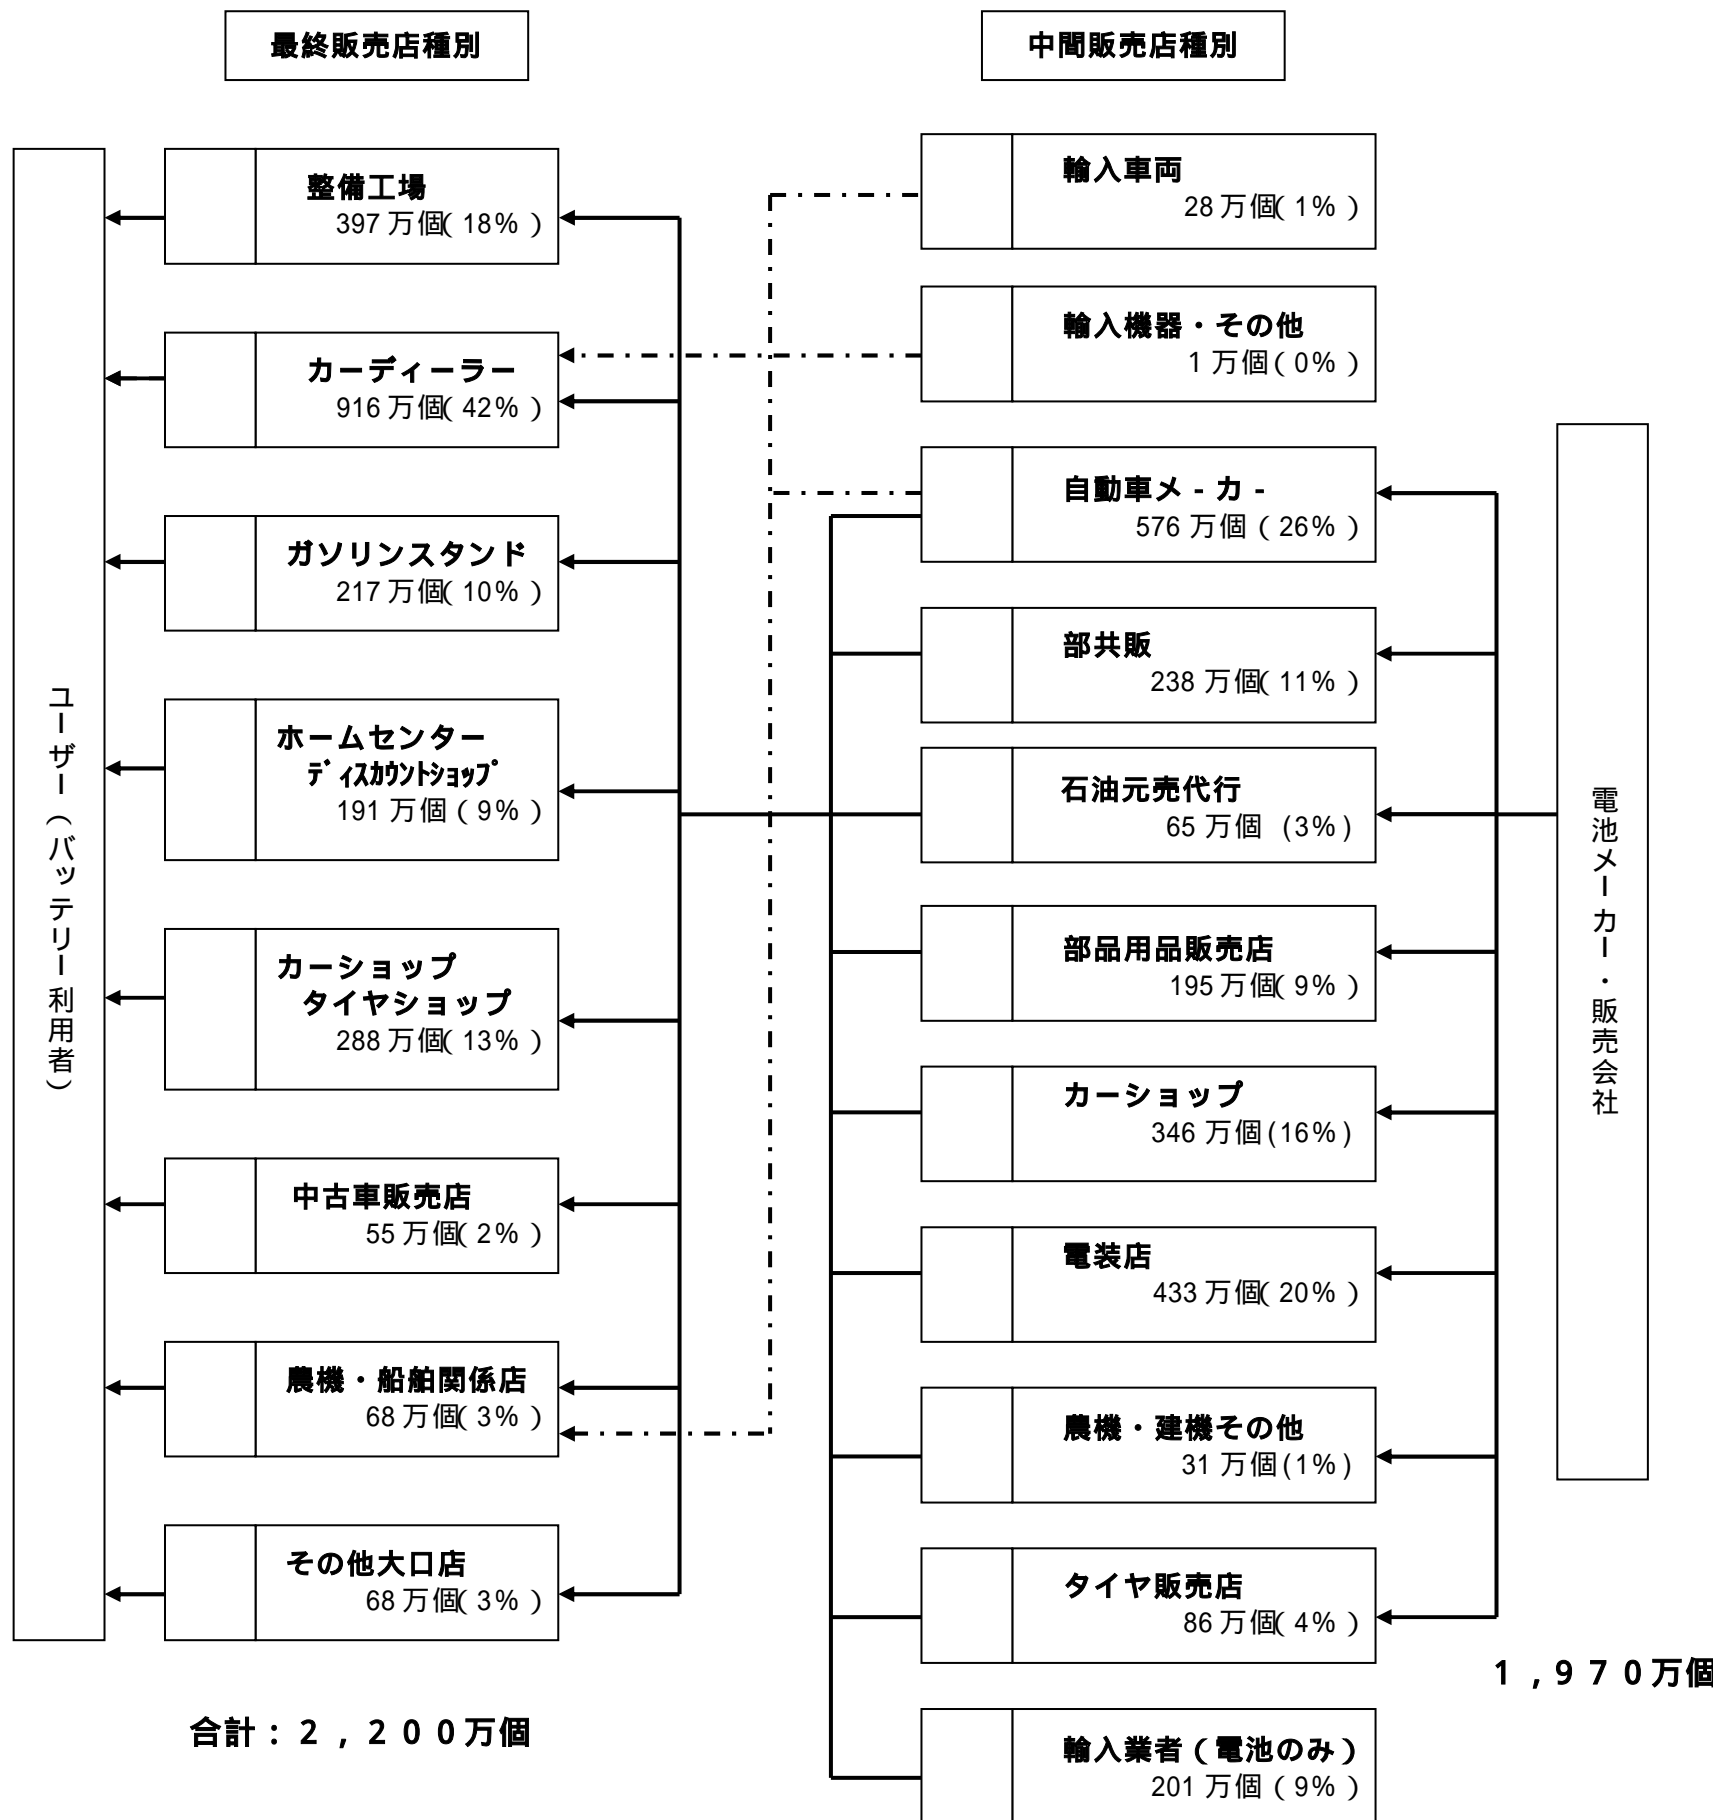 最終販売店種別
中間販売店種別
ユーザー（バッテリー利用者）
整備工場
397 万個( 18% )
カーディーラー
916 万個( 42% )
ガソリンスタンド
217 万個( 10% )
ホームセンター
ﾃﾞｨｽｶｳﾝﾄｼｮｯﾌﾟ
191 万個 ( 9% )
カーショップ
タイヤショップ
288 万個( 13% )
中古車販売店
55 万個( 2% )
農機・船舶関係店
68 万個( 3% )
その他大口店
68 万個( 3% )
合計：２，２００万個
輸入車両
28 万個( 1% )
輸入機器・その他
1 万個 ( 0% )
自動車メ - カ -
576 万個 ( 26% )
部共販
238 万個( 11% )
石油元売代行
65 万個 (3%)
部品用品販売店
195 万個( 9% )
カーショップ
346 万個 (16%)
電装店
433 万個( 20% )
農機・建機その他
31 万個 (1%)
タイヤ販売店
86 万個( 4% )
輸入業者（電池のみ）
201 万個 ( 9% )
電池メーカー・販売会社
１，９７０万個